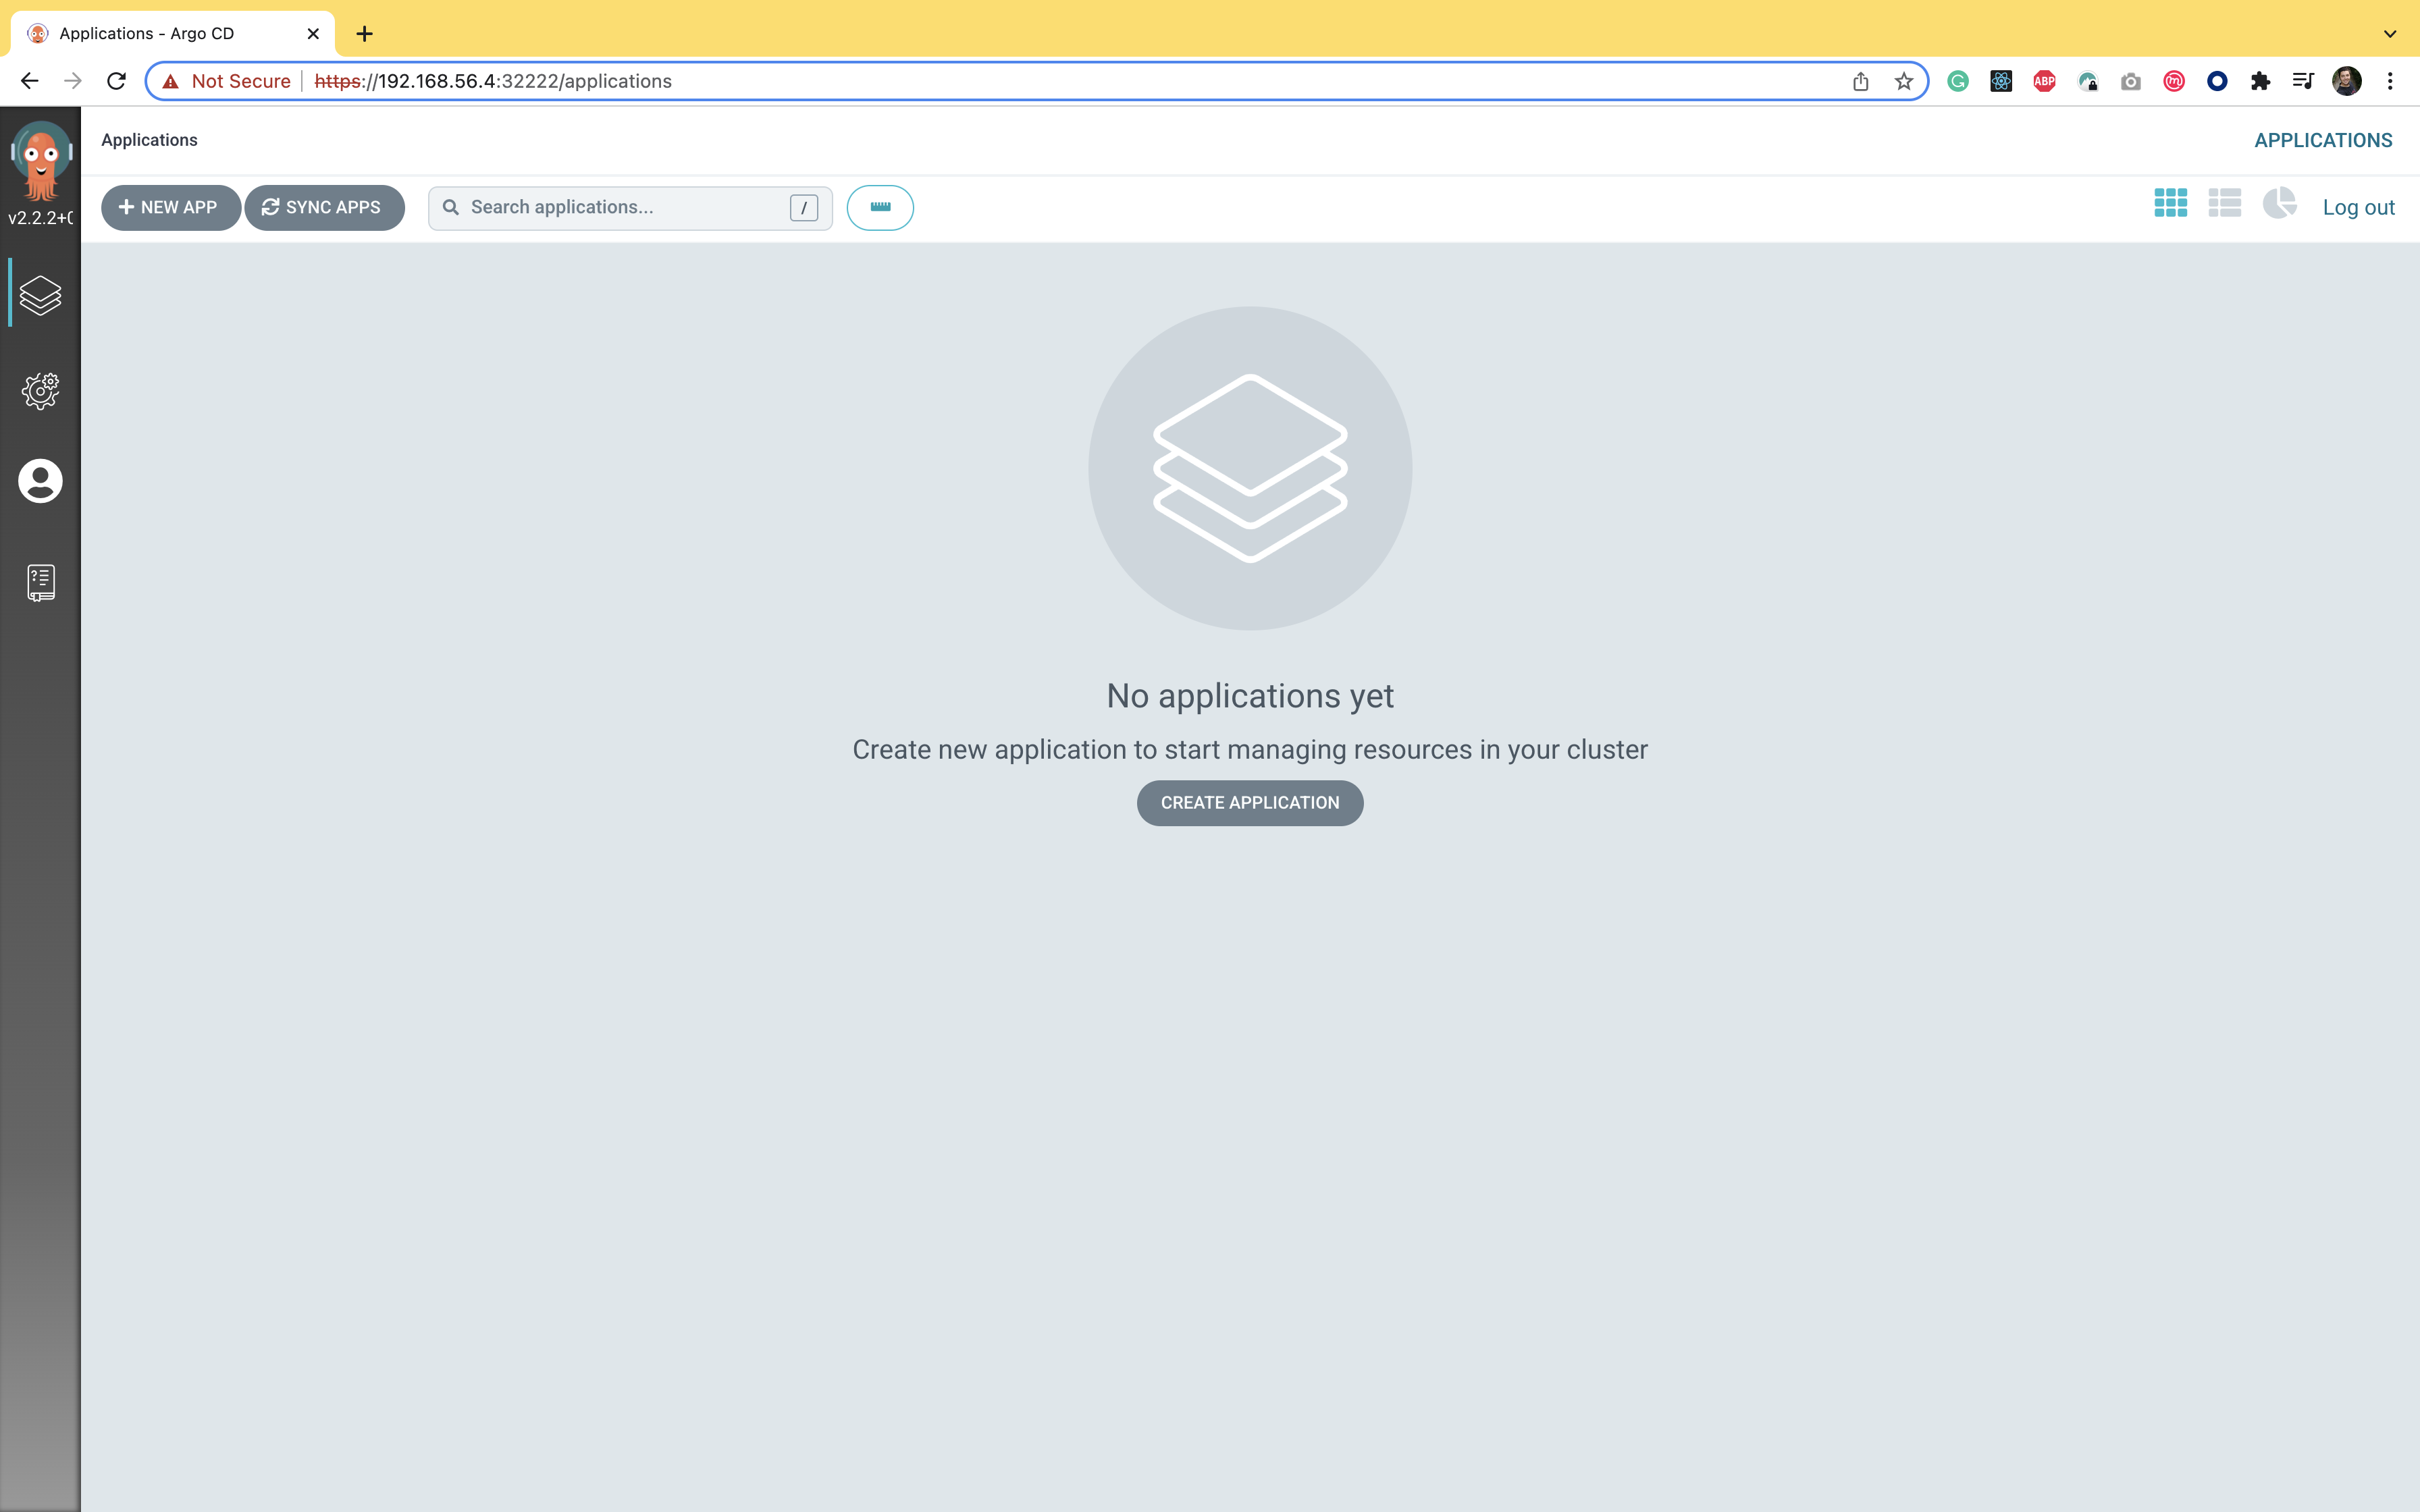 Applications - Argo CD
Not Secure https://192.168.56.4:32222/applications
ABP
Applications
APPLICATIONS
NEW APP
SYNC APPS
Search applications...
/
Log out
v2.2.2+
No applications yet
Create new application to start managing resources in your cluster
CREATE APPLICATION